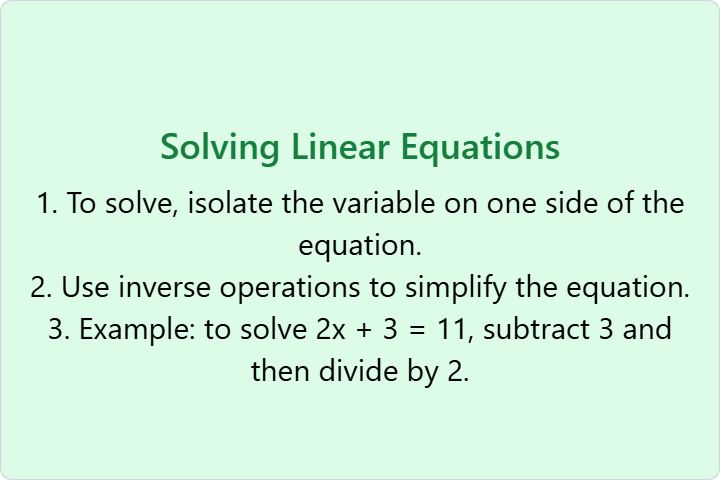 Solving Linear Equations
1. To solve, isolate the variable on one side of the
equation.
2. Use inverse operations to simplify the equation.
3. Example: to solve 2x + 3 = 11, subtract 3 and
then divide by 2.